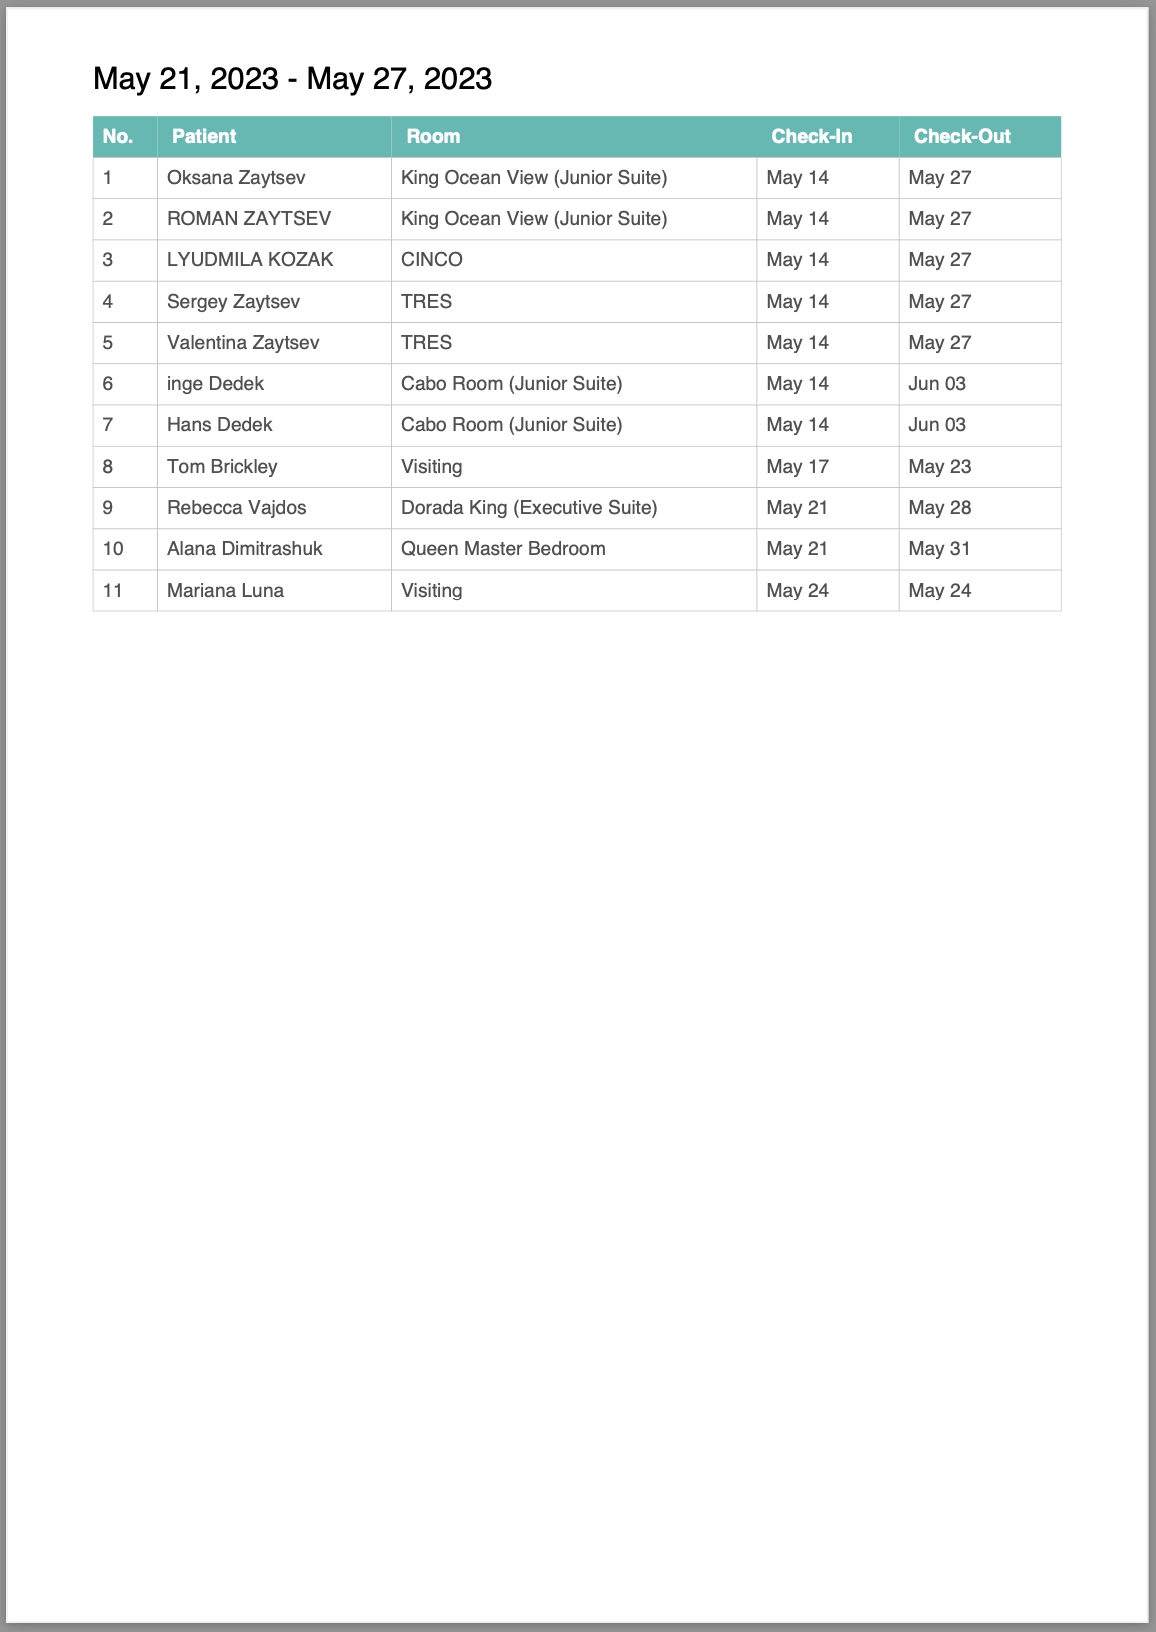 May 21, 2023 - May 27, 2023
No. Patient Room Check-In Check-Out
1 Oksana Zaytsev King Ocean View (Junior Suite) May 14 May 27
2 ROMAN ZAYTSEV King Ocean View (Junior Suite) May 14 May 27
3 LYUDMILA KOZAK CINCO May 14 May 27
4 Sergey Zaytsev TRES May 14 May 27
5 Valentina Zaytsev TRES May 14 May 27
6 inge Dedek Cabo Room (Junior Suite) May 14 Jun 03
7 Hans Dedek Cabo Room (Junior Suite) May 14 Jun 03
8 Tom Brickley Visiting May 17 May 23
9 Rebecca Vajdos Dorada King (Executive Suite) May 21 May 28
10 Alana Dimitrashuk Queen Master Bedroom May 21 May 31
11 Mariana Luna Visiting May 24 May 24